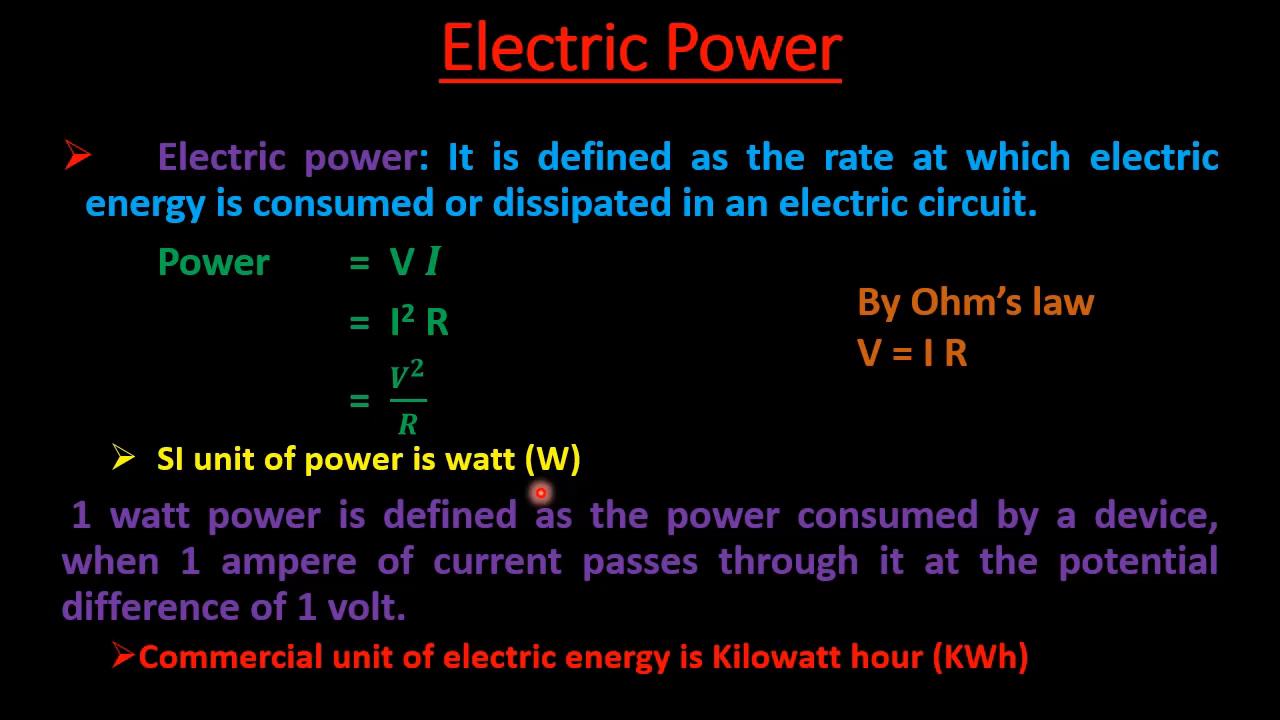 Electric Power
➢ Electric power: It is defined as the rate at which electric
energy is consumed or dissipated in an electric circuit.
Power = V I
= I² R
= V²/R
By Ohm’s law
V = I R
➢ SI unit of power is watt (W)
1 watt power is defined as the power consumed by a device,
when 1 ampere of current passes through it at the potential
difference of 1 volt.
➢Commercial unit of electric energy is Kilowatt hour (KWh)